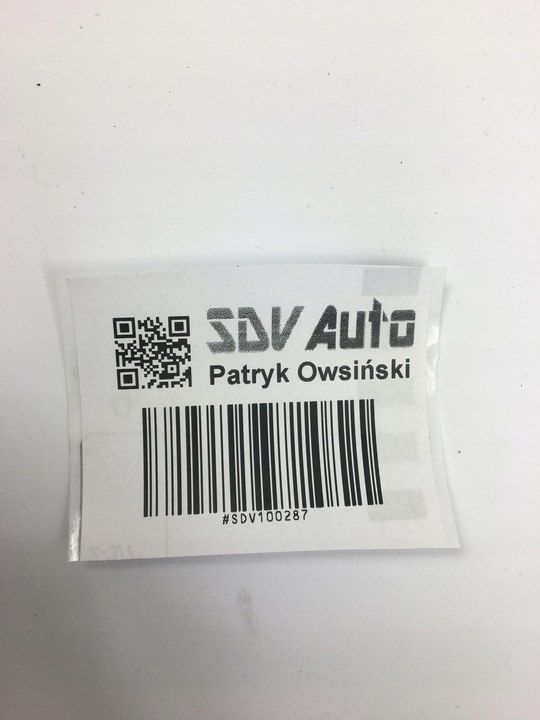 SDV Auto
Patryk Owsiński
#SDV100287